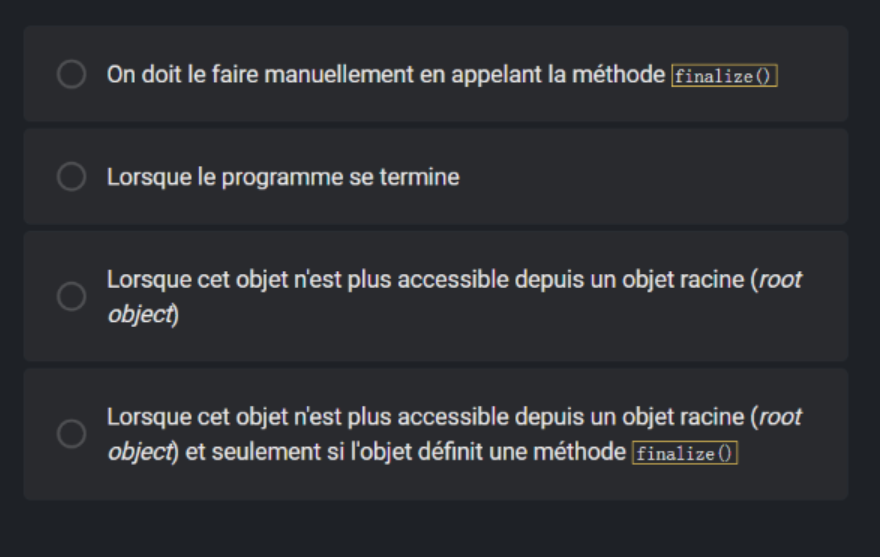 On doit le faire manuellement en appelant la méthode finalize()
Lorsque le programme se termine
Lorsque cet objet n'est plus accessible depuis un objet racine (root
object)
Lorsque cet objet n'est plus accessible depuis un objet racine (root
object) et seulement si l'objet définit une méthode finalize()